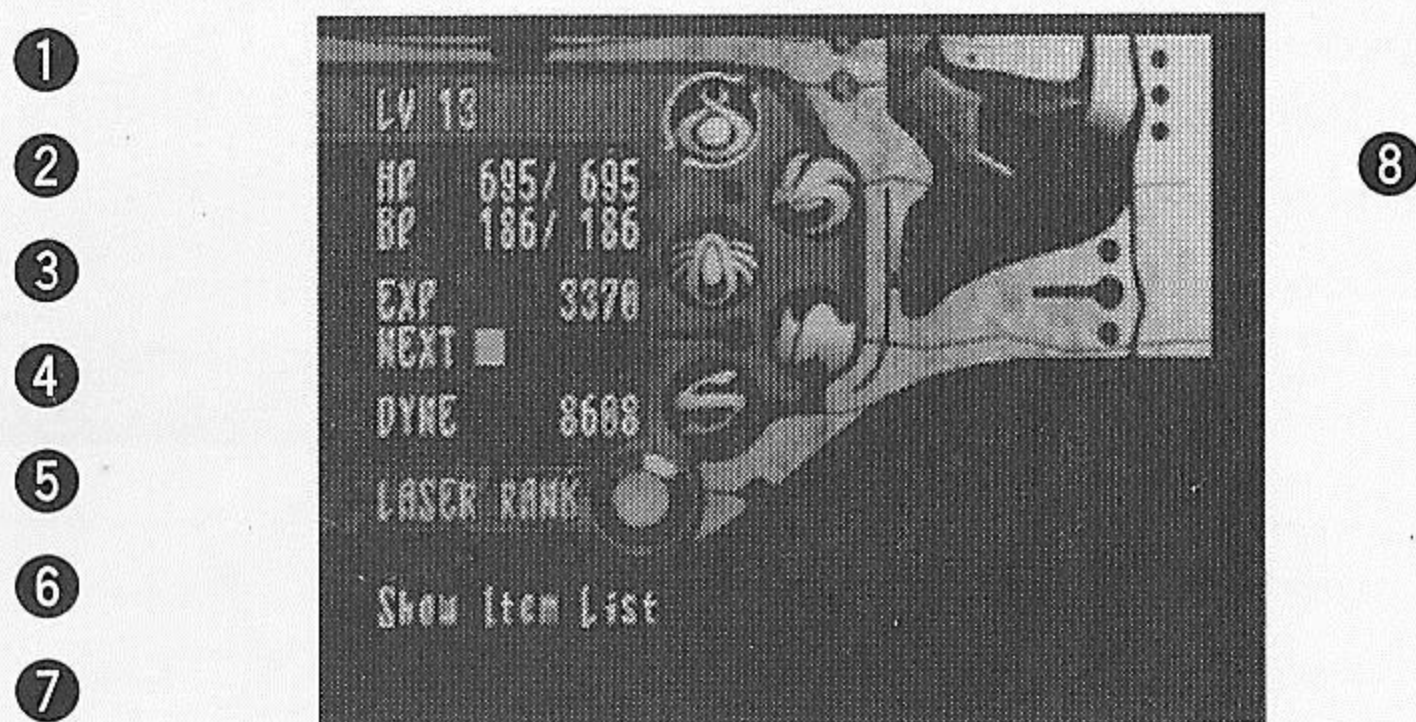 1
2
3
4
5
6
7
8
LV 13
HP 695/ 695
BP 186/ 186
EXP 3370
NEXT
DYNE 8608
LASER RANK
Show Item List